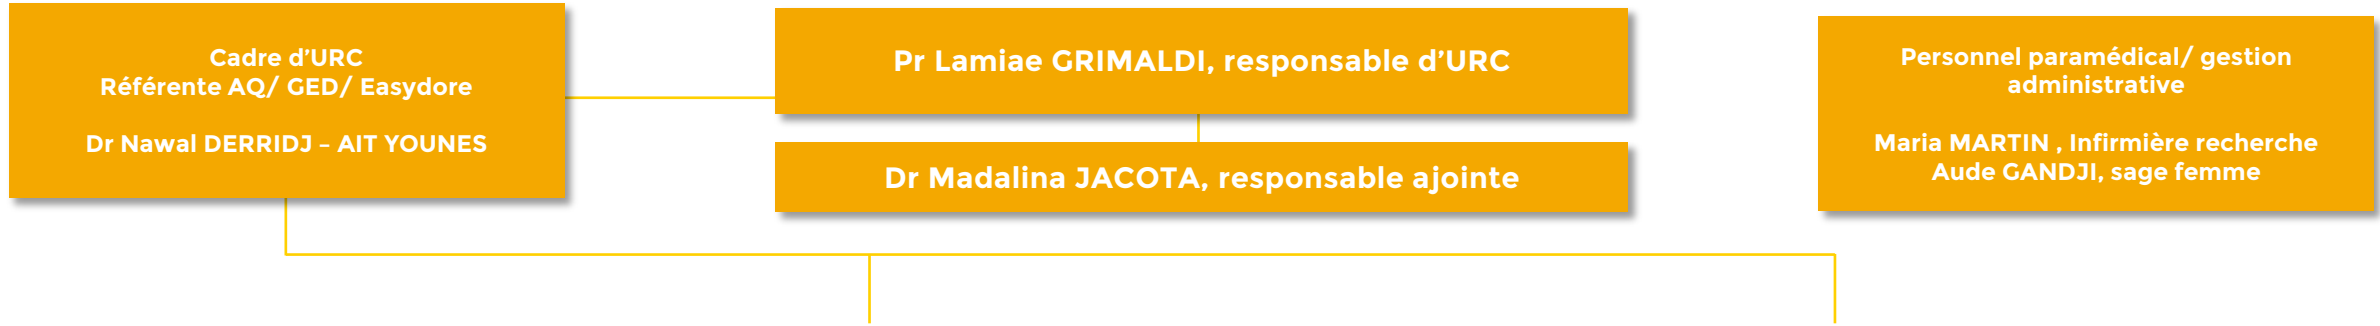 Cadre d’URC
Référente AQ/ GED/ Easydore
Dr Nawal DERRIDJ – AIT YOUNES
Pr Lamiae GRIMALDI, responsable d’URC
Dr Madalina JACOTA, responsable ajointe
Personnel paramédical/ gestion
administrative
Maria MARTIN , Infirmière recherche
Aude GANDJI, sage femme